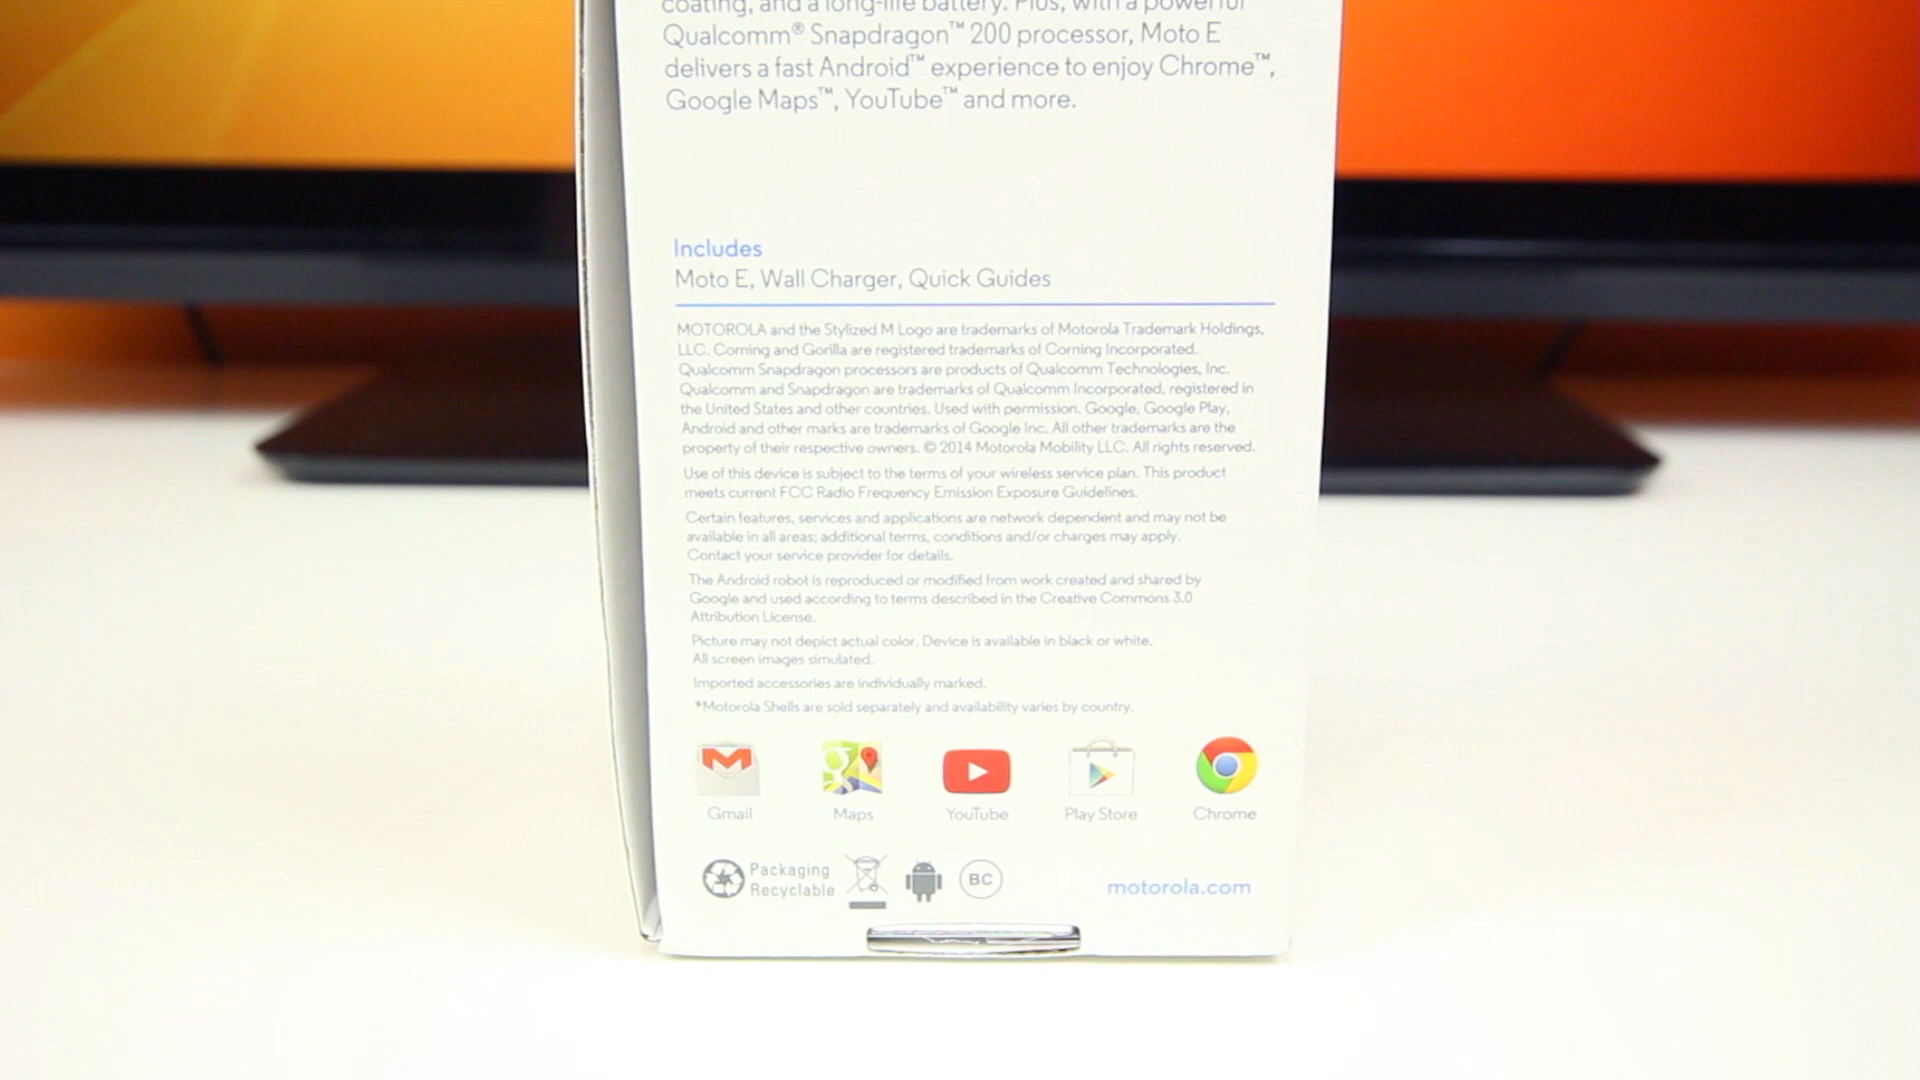 coating, and a long-life battery. Plus, with a powerful
Qualcomm® Snapdragon™ 200 processor, Moto E
delivers a fast Android™ experience to enjoy Chrome™,
Google Maps™, YouTube™ and more.
Includes
Moto E, Wall Charger, Quick Guides
MOTOROLA and the Stylized M Logo are trademarks of Motorola Trademark Holdings,
LLC. Corning and Gorilla are registered trademarks of Corning Incorporated.
Qualcomm Snapdragon processors are products of Qualcomm Technologies, Inc.
Qualcomm and Snapdragon are trademarks of Qualcomm Incorporated, registered in
the United States and other countries. Used with permission. Google, Google Play,
Android and other marks are trademarks of Google Inc. All other trademarks are the
property of their respective owners. © 2014 Motorola Mobility LLC. All rights reserved.
Use of this device is subject to the terms of your wireless service plan. This product
meets current FCC Radio Frequency Emission Exposure Guidelines.
Certain features, services and applications are network dependent and may not be
available in all areas; additional terms, conditions and/or charges may apply.
Contact your service provider for details.
The Android robot is reproduced or modified from work created and shared by
Google and used according to terms described in the Creative Commons 3.0
Attribution License.
Picture may not depict actual color. Device is available in black or white.
All screen images simulated.
Imported accessories are individually marked.
*Motorola Shells are sold separately and availability varies by country.
Gmail Maps YouTube Play Store Chrome
Packaging
Recyclable
BC
motorola.com